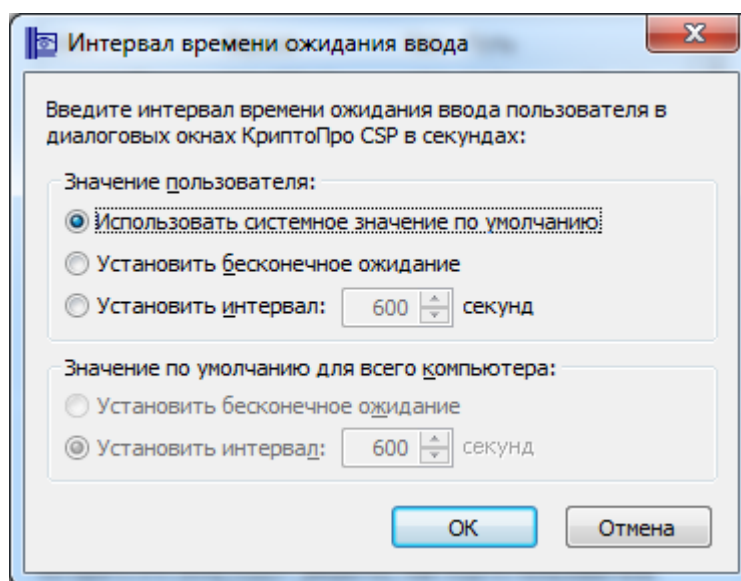 Интервал времени ожидания ввода
Введите интервал времени ожидания ввода пользователя в
диалоговых окнах КриптоПро CSP в секундах:
Значение пользователя:
Использовать системное значение по умолчанию
Установить бесконечное ожидание
Установить интервал: 600 секунд
Значение по умолчанию для всего компьютера:
Установить бесконечное ожидание
Установить интервал: 600 секунд
ОК Отмена